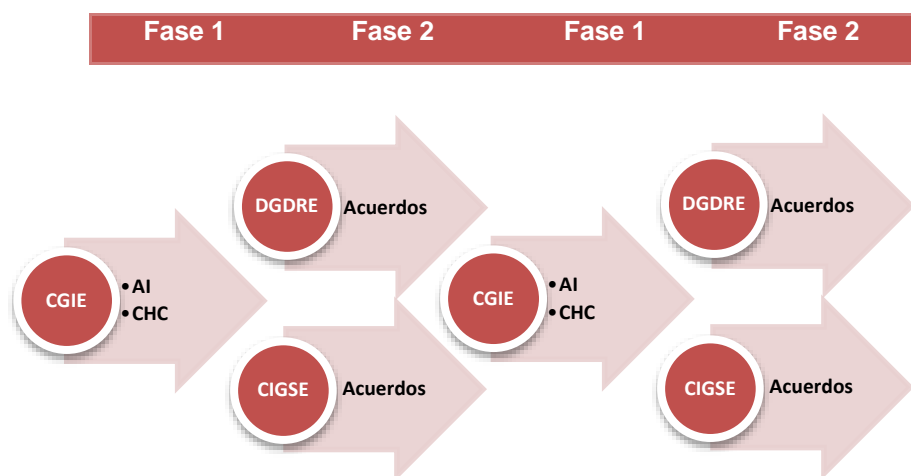 Fase 1 Fase 2 Fase 1 Fase 2
DGDRE Acuerdos
CGIE
• AI
• CHC
CIGSE Acuerdos
CGIE
• AI
• CHC
DGDRE Acuerdos
CIGSE Acuerdos